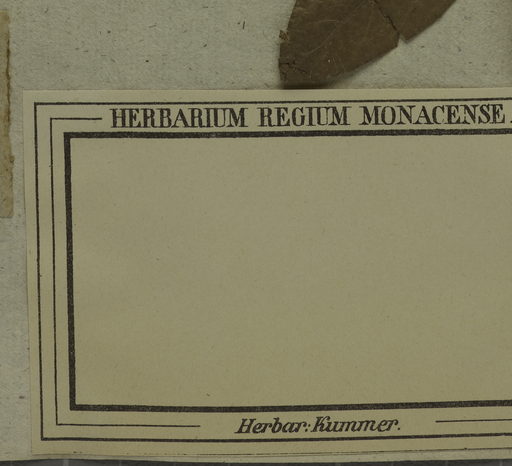 HERBARIUM REGIUM MONACENSE.
Herbar: Kummer.